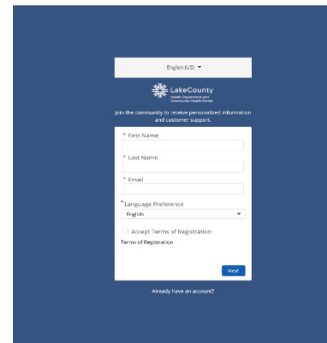 English (US)
LakeCounty
Health Department and
Community Health Center
Join the community to receive personalized information
and customer support.
* First Name
* Last Name
* Email
* Language Preference
English
Accept Terms of Registration
Terms of Registration
Next
Already have an account?